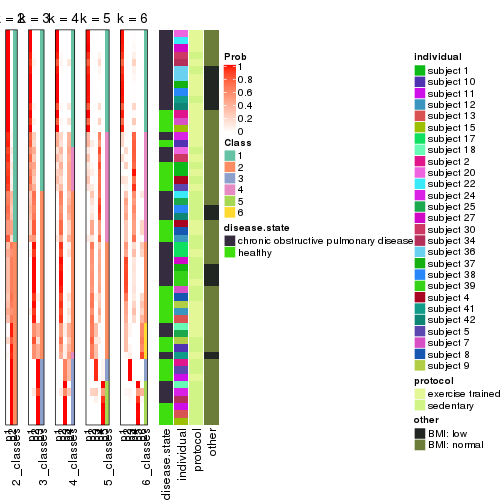 k = 2 k = 3 k = 4 k = 5 k = 6
Prob
1
0.8
0.6
0.4
0.2
0
Class
1
2
3
4
5
6
disease.state
chronic obstructive pulmonary disease
healthy
individual
subject 1
subject 10
subject 11
subject 12
subject 13
subject 15
subject 17
subject 18
subject 2
subject 20
subject 22
subject 24
subject 25
subject 27
subject 30
subject 34
subject 36
subject 37
subject 38
subject 39
subject 4
subject 41
subject 42
subject 5
subject 7
subject 8
subject 9
protocol
exercise trained
sedentary
other
BMI: low
BMI: normal
2_classes
3_classes
4_classes
5_classes
6_classes
disease.state
individual
protocol
other